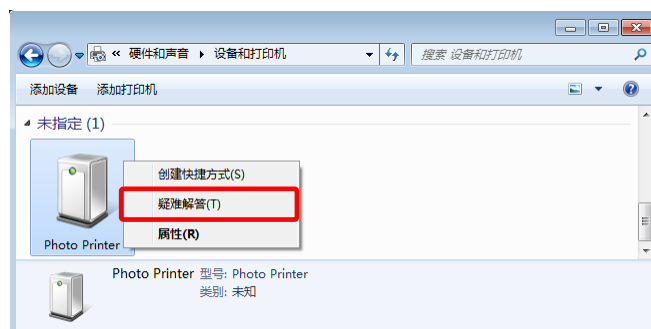 « 硬件和声音 ▸ 设备和打印机
搜索 设备和打印机
添加设备 添加打印机
未指定 (1)
创建快捷方式(S)
疑难解答(T)
属性(R)
Photo Printer
Photo Printer 型号: Photo Printer
类别: 未知